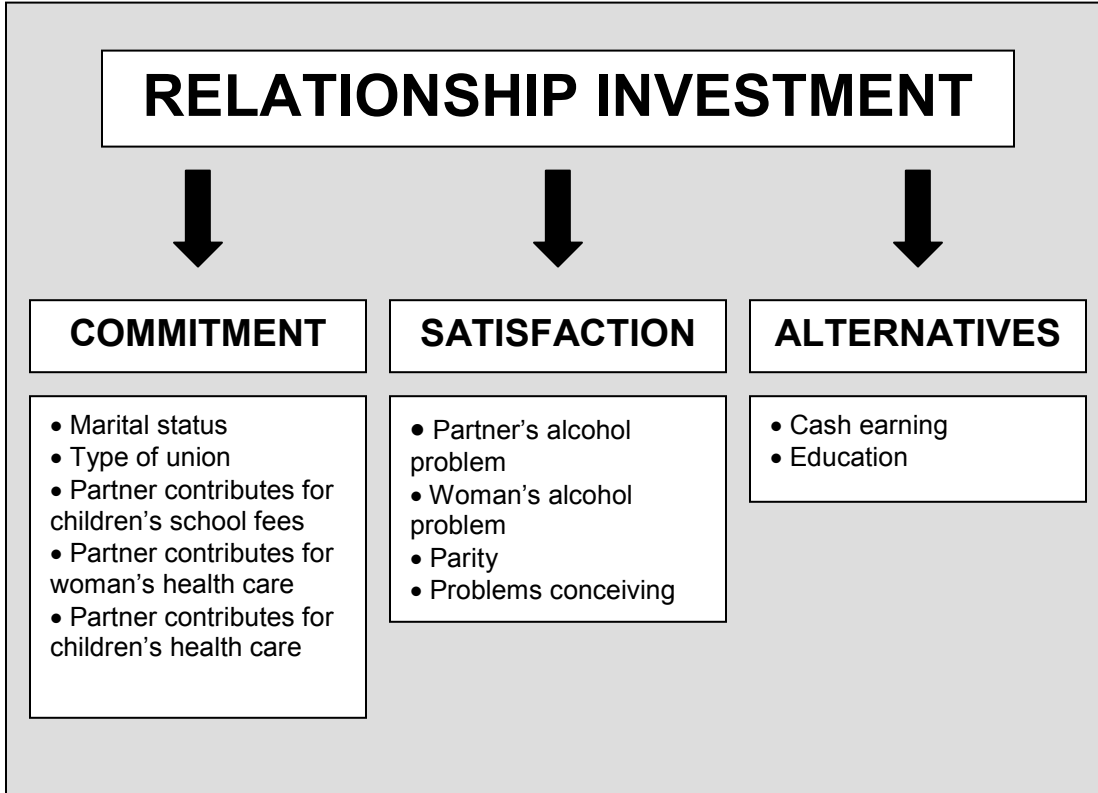 RELATIONSHIP INVESTMENT
COMMITMENT
• Marital status
• Type of union
• Partner contributes for
children’s school fees
• Partner contributes for
woman’s health care
• Partner contributes for
children’s health care
SATISFACTION
• Partner’s alcohol
problem
• Woman’s alcohol
problem
• Parity
• Problems conceiving
ALTERNATIVES
• Cash earning
• Education